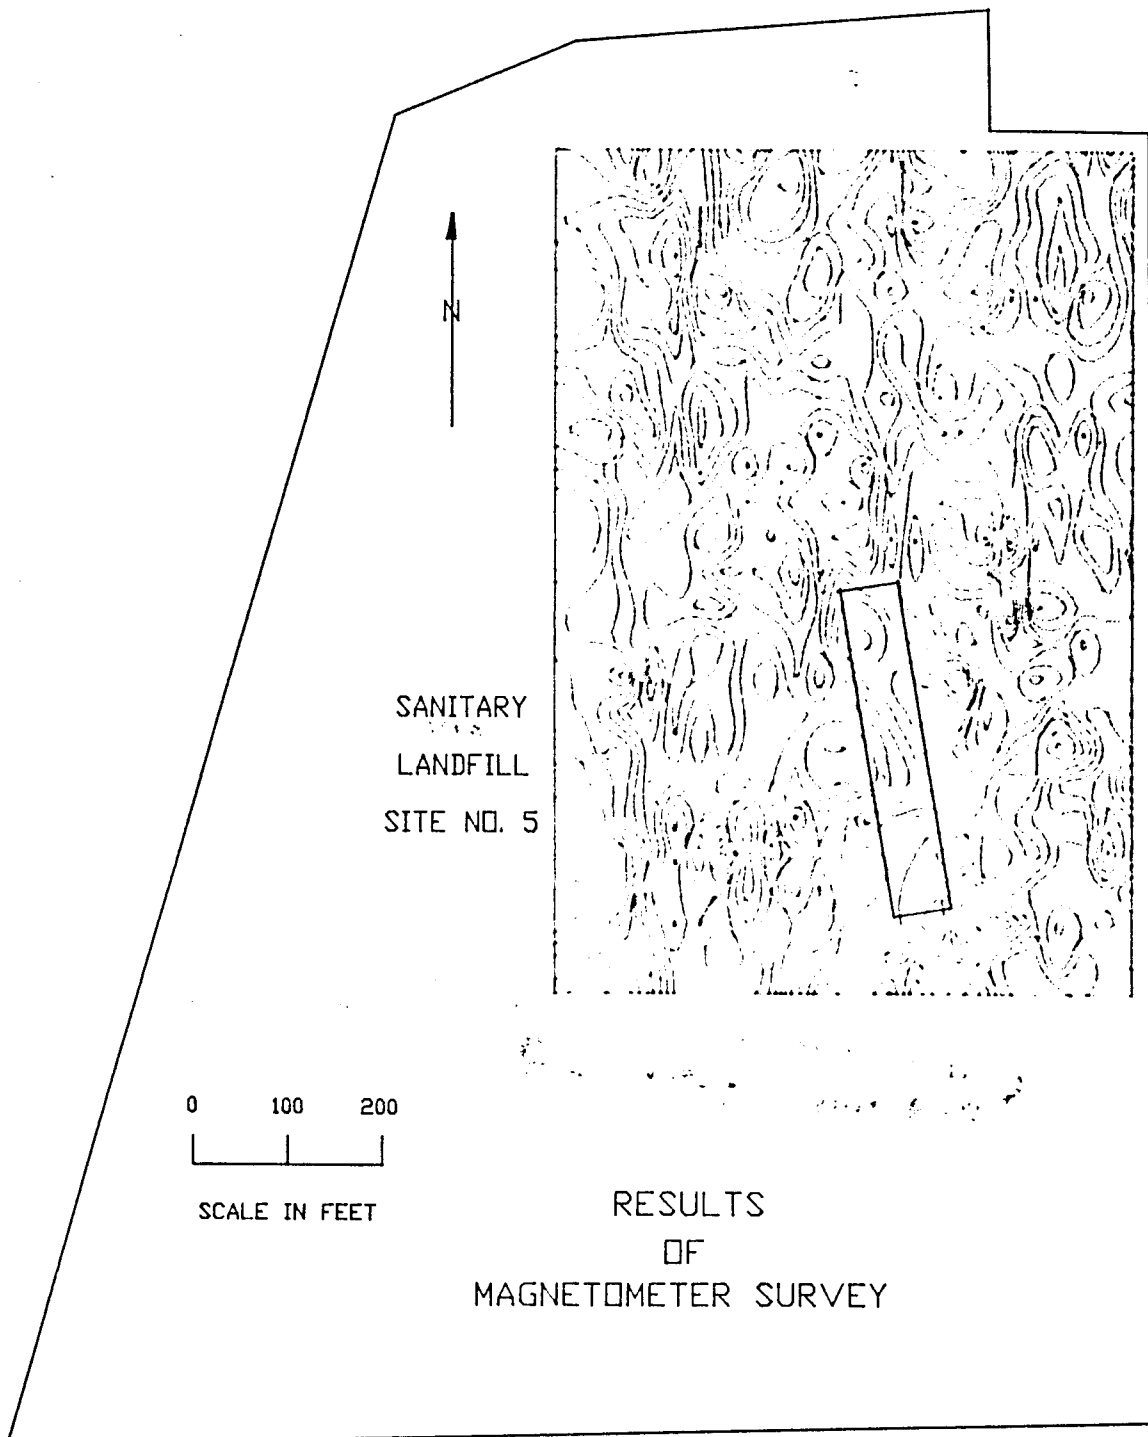 N
SANITARY
LANDFILL
SITE NO. 5
0 100 200
SCALE IN FEET
RESULTS
OF
MAGNETOMETER SURVEY